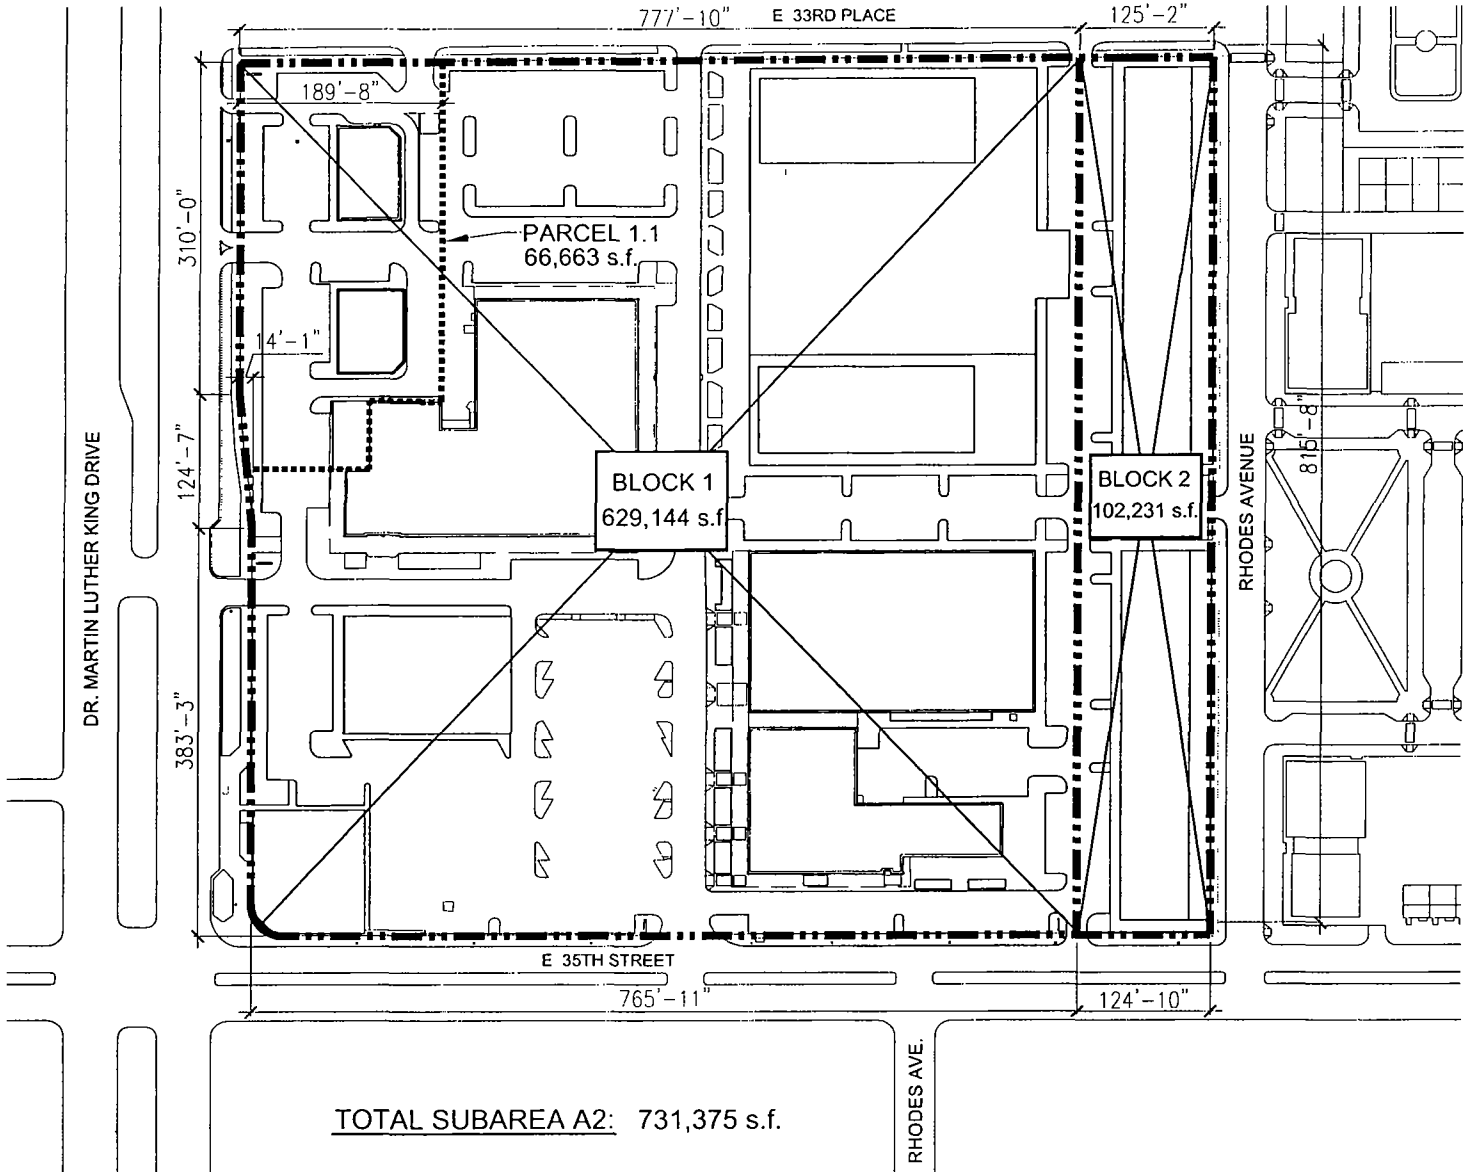 777'-10"
E 33RD PLACE
125'-2"
189'-8"
310'-0"
PARCEL 1.1
66,663 s.f.
14'-1"
124'-7"
816'-8"
BLOCK 1
629,144 s.f.
BLOCK 2
102,231 s.f.
RHODES AVENUE
DR. MARTIN LUTHER KING DRIVE
383'-3"
E 35TH STREET
765'-11"
124'-10"
RHODES AVE.
TOTAL SUBAREA A2: 731,375 s.f.